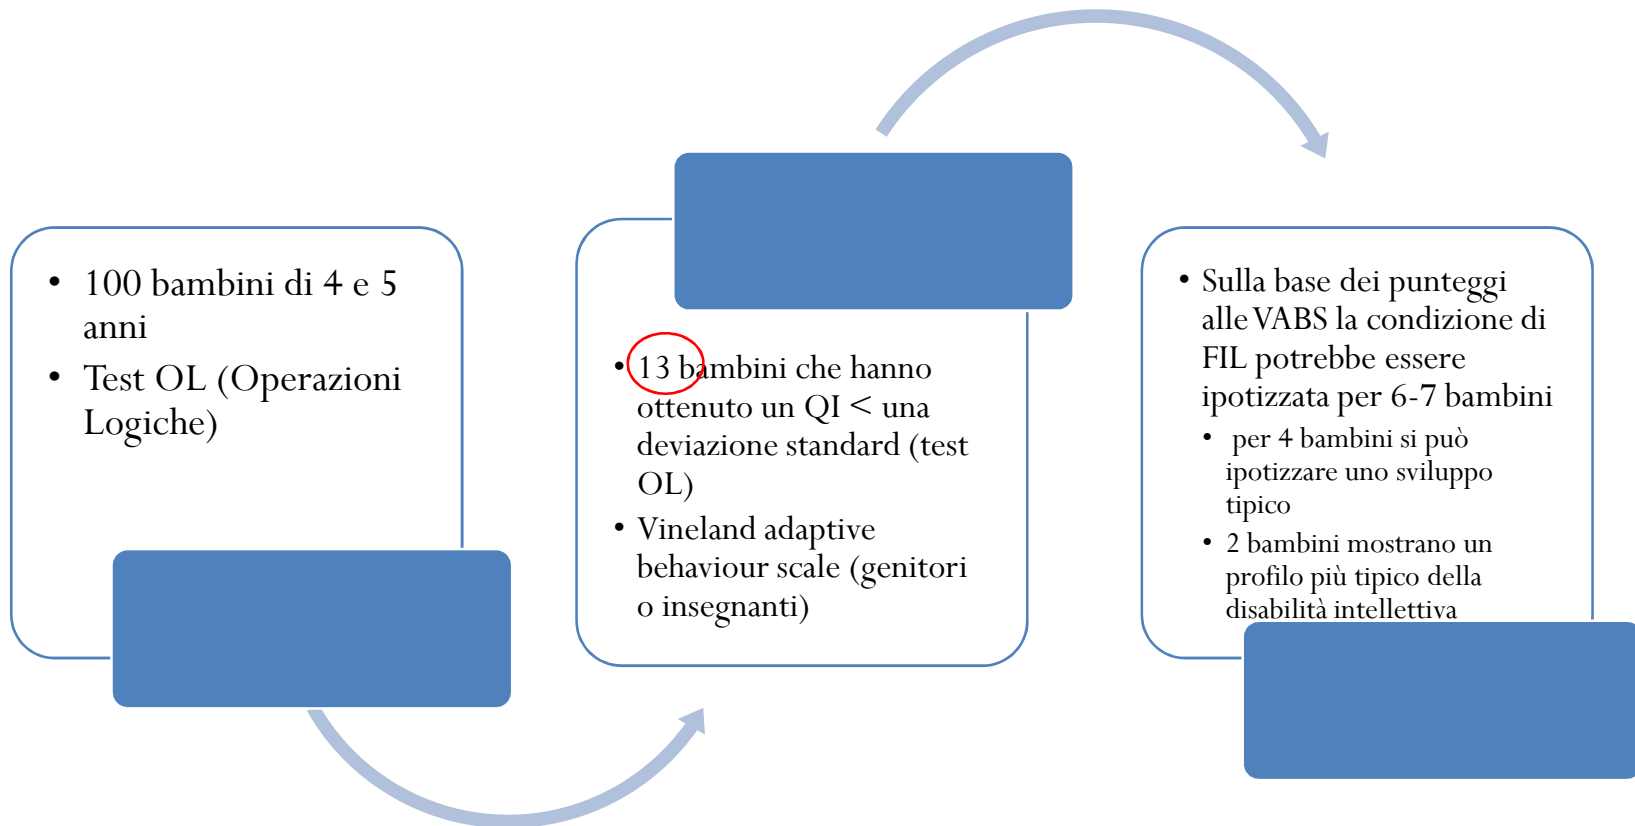 • 100 bambini di 4 e 5
anni
• Test OL (Operazioni
Logiche)
• 13 bambini che hanno
ottenuto un QI < una
deviazione standard (test
OL)
• Vineland adaptive
behaviour scale (genitori
o insegnanti)
• Sulla base dei punteggi
alle VABS la condizione di
FIL potrebbe essere
ipotizzata per 6-7 bambini
• per 4 bambini si può
ipotizzare uno sviluppo
tipico
• 2 bambini mostrano un
profilo più tipico della
disabilità intellettiva